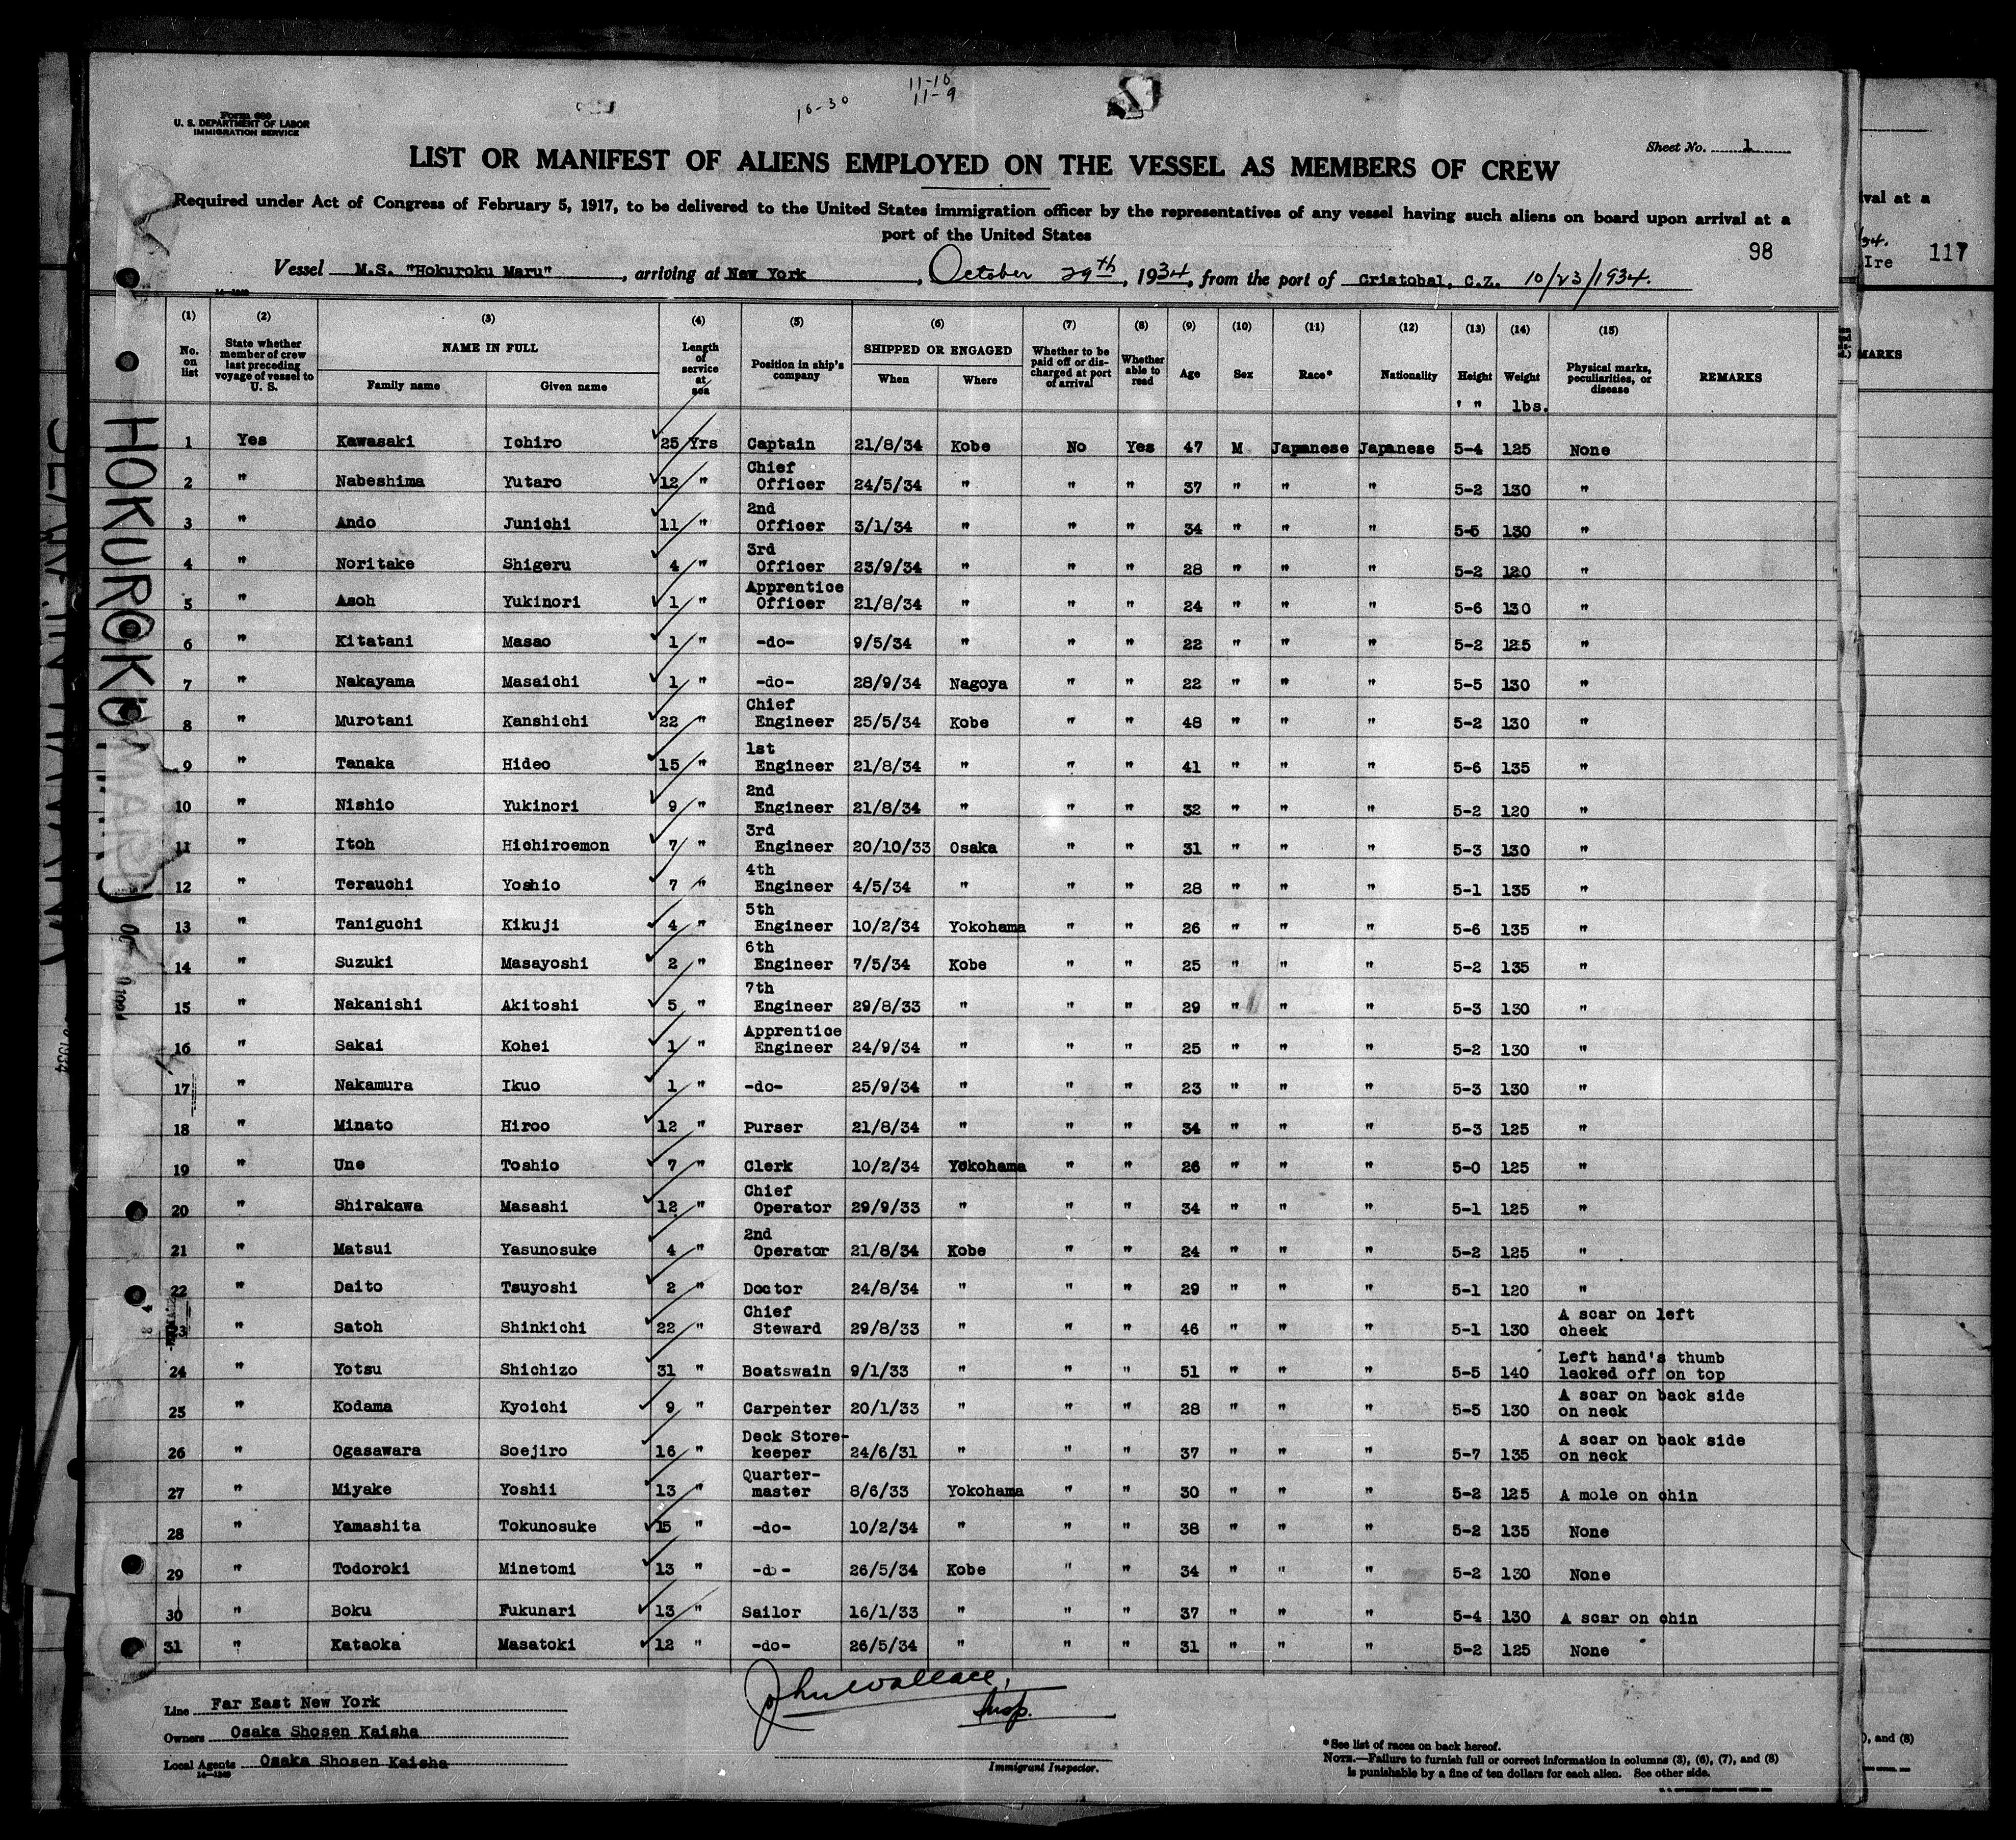 11-10
10-30 11-9
Form 680
U. S. DEPARTMENT OF LABOR
IMMIGRATION SERVICE
Sheet No. 1
LIST OR MANIFEST OF ALIENS EMPLOYED ON THE VESSEL AS MEMBERS OF CREW
Required under Act of Congress of February 5, 1917, to be delivered to the United States immigration officer by the representatives of any vessel having such aliens on board upon arrival at a
port of the United States
98
Vessel M.S. "Hokuroku Maru", arriving at New York, October 29th, 1934, from the port of Cristobal, C.Z. 10/23/1934.
14-1240
(1) (2) (3) (4) (5) (6) (7) (8) (9) (10) (11) (12) (13) (14) (15)
No. on list State whether member of crew last preceding voyage of vessel to U. S. NAME IN FULL Family name Given name Length of service at sea Position in ship's company SHIPPED OR ENGAGED When Where Whether to be paid off or discharged at port of arrival Whether able to read Age Sex Race* Nationality Height Weight Physical marks, peculiarities, or disease REMARKS
' " lbs.
1 Yes Kawasaki Ichiro 25 Yrs Captain 21/8/34 Kobe No Yes 47 M Japanese Japanese 5-4 125 None
2 " Nabeshima Yutaro 12 " Chief Officer 24/5/34 " " " 37 " " " 5-2 130 "
3 " Ando Junichi 11 " 2nd Officer 3/1/34 " " " 34 " " " 5-5 130 "
4 " Noritake Shigeru 4 " 3rd Officer 23/9/34 " " " 28 " " " 5-2 120 "
5 " Asoh Yukinori 1 " Apprentice Officer 21/8/34 " " " 24 " " " 5-6 130 "
6 " Kitatani Masao 1 " -do- 9/5/34 " " " 22 " " " 5-2 125 "
7 " Nakayama Masaichi 1 " -do- 28/9/34 Nagoya " " 22 " " " 5-5 130 "
8 " Murotani Kanshichi 22 " Chief Engineer 25/5/34 Kobe " " 48 " " " 5-2 130 "
9 " Tanaka Hideo 15 " 1st Engineer 21/8/34 " " " 41 " " " 5-6 135 "
10 " Nishio Yukinori 9 " 2nd Engineer 21/8/34 " " " 32 " " " 5-2 120 "
11 " Itoh Hichiroemon 7 " 3rd Engineer 20/10/33 Osaka " " 31 " " " 5-3 130 "
12 " Terauchi Yoshio 7 " 4th Engineer 4/5/34 " " " 28 " " " 5-1 135 "
13 " Taniguchi Kikuji 4 " 5th Engineer 10/2/34 Yokohama " " 26 " " " 5-6 135 "
14 " Suzuki Masayoshi 2 " 6th Engineer 7/5/34 Kobe " " 25 " " " 5-2 135 "
15 " Nakanishi Akitoshi 5 " 7th Engineer 29/8/33 " " " 29 " " " 5-3 130 "
16 " Sakai Kohei 1 " Apprentice Engineer 24/9/34 " " " 25 " " " 5-2 130 "
17 " Nakamura Ikuo 1 " -do- 25/9/34 " " " 23 " " " 5-3 130 "
18 " Minato Hiroo 12 " Purser 21/8/34 " " " 34 " " " 5-3 125 "
19 " Une Toshio 7 " Clerk 10/2/34 Yokohama " " 26 " " " 5-0 125 "
20 " Shirakawa Masashi 12 " Chief Operator 29/9/33 " " " 34 " " " 5-1 125 "
21 " Matsui Yasunosuke 4 " 2nd Operator 21/8/34 Kobe " " 24 " " " 5-2 125 "
22 " Daito Tsuyoshi 2 " Doctor 24/8/34 " " " 29 " " " 5-1 120 "
23 " Satoh Shinkichi 22 " Chief Steward 29/8/33 " " " 46 " " " 5-1 130 A scar on left cheek
24 " Yotsu Shichizo 31 " Boatswain 9/1/33 " " " 51 " " " 5-5 140 Left hand's thumb lacked off on top
25 " Kodama Kyoichi 9 " Carpenter 20/1/33 " " " 28 " " " 5-5 130 A scar on back side on neck
26 " Ogasawara Soejiro 16 " Deck Store-keeper 24/6/31 " " " 37 " " " 5-7 135 A scar on back side on neck
27 " Miyake Yoshii 13 " Quarter-master 8/6/33 Yokohama " " 30 " " " 5-2 125 A mole on chin
28 " Yamashita Tokunosuke 15 " -do- 10/2/34 " " " 38 " " " 5-2 135 None
29 " Todoroki Minetomi 13 " -do- 26/5/34 Kobe " " 34 " " " 5-2 130 None
30 " Boku Fukunari 13 " Sailor 16/1/33 " " " 37 " " " 5-4 130 A scar on chin
31 " Kataoka Masatoki 12 " -do- 26/5/34 " " " 31 " " " 5-2 125 None
Line Far East New York
Owners Osaka Shosen Kaisha
Local Agents Osaka Shosen Kaisha
14-1240
John Wallace,
Insp.
Immigrant Inspector.
*See list of races on back hereof.
NOTE.—Failure to furnish full or correct information in columns (3), (6), (7), and (8)
is punishable by a fine of ten dollars for each alien. See other side.
HOKUROKU MARU
val at a
Ire 117
MARKS
), and (8)